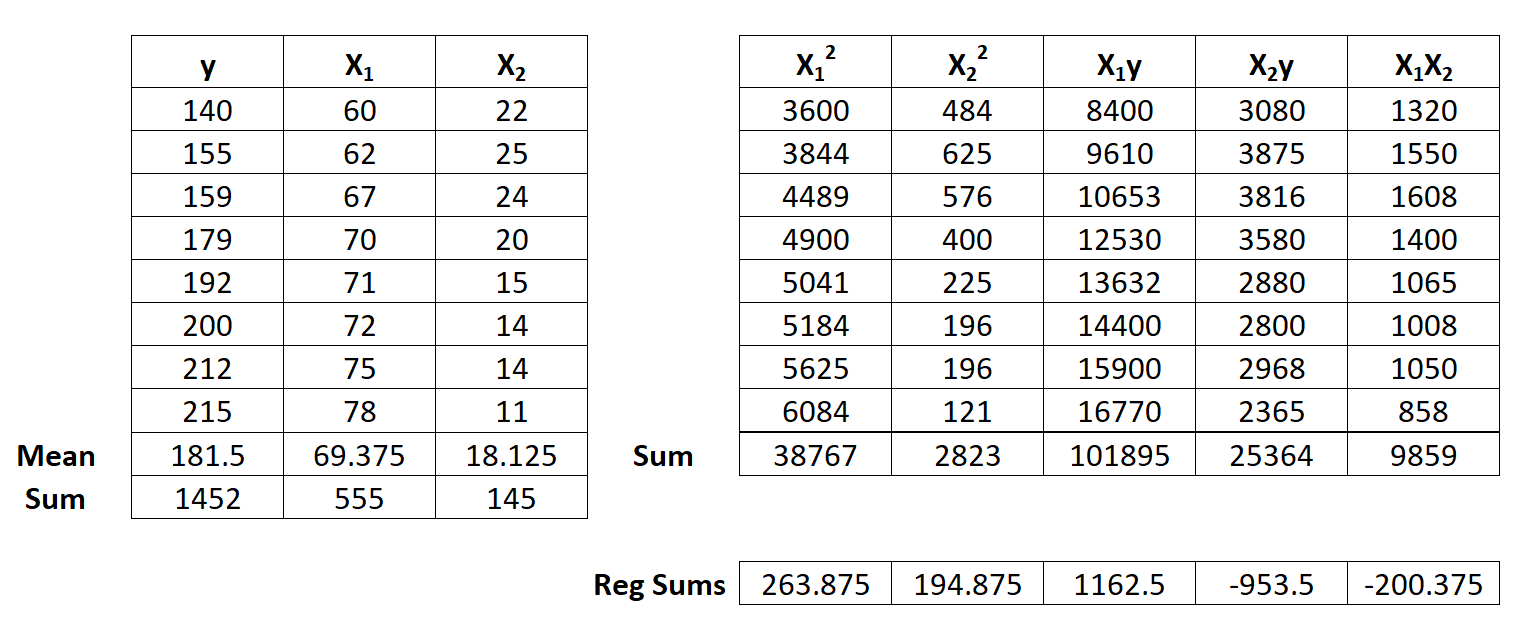 y X₁ X₂ X₁² X₂² X₁y X₂y X₁X₂
140 60 22 3600 484 8400 3080 1320
155 62 25 3844 625 9610 3875 1550
159 67 24 4489 576 10653 3816 1608
179 70 20 4900 400 12530 3580 1400
192 71 15 5041 225 13632 2880 1065
200 72 14 5184 196 14400 2800 1008
212 75 14 5625 196 15900 2968 1050
215 78 11 6084 121 16770 2365 858
Mean 181.5 69.375 18.125 Sum 38767 2823 101895 25364 9859
Sum 1452 555 145
Reg Sums 263.875 194.875 1162.5 -953.5 -200.375